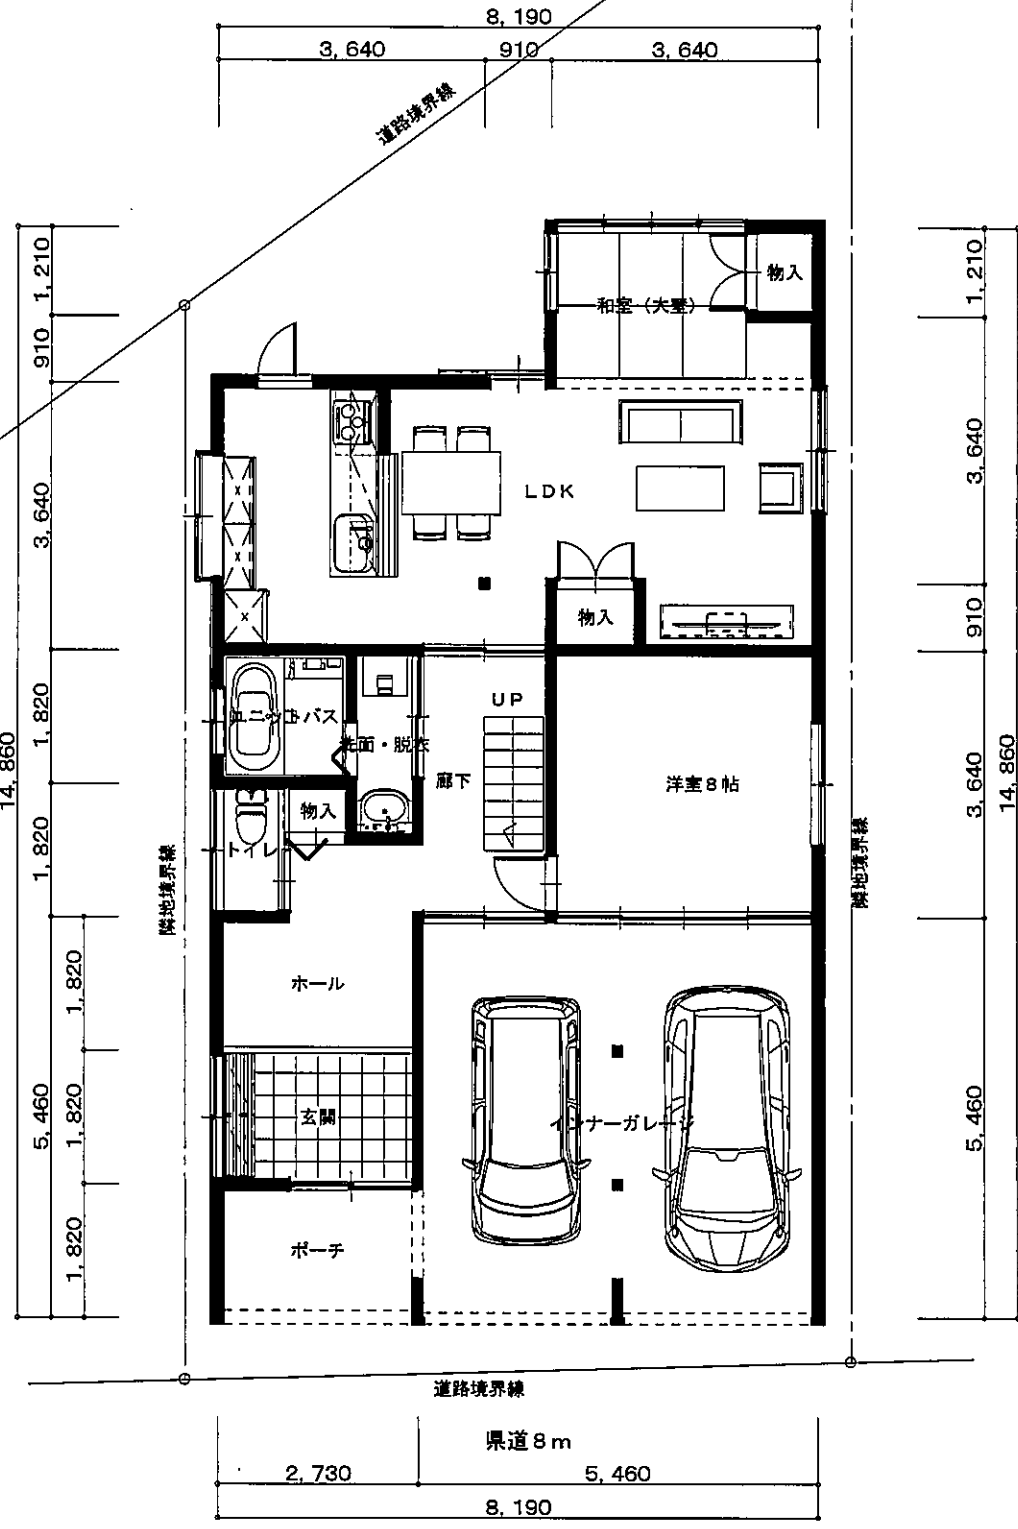 8,190
3,640
910
3,640
道路境界線
1,210
910
3,640
1,820
1,820
14,860
1,820
1,820
1,820
5,460
1,210
3,640
910
3,640
14,860
5,460
物入
和室(大壁)
LDK
物入
UP
ユニットバス
洗面・脱衣
廊下
洋室8帖
物入
トイレ
隣地境界線
隣地境界線
ホール
玄関
インナーガレージ
ポーチ
道路境界線
県道8m
2,730
5,460
8,190